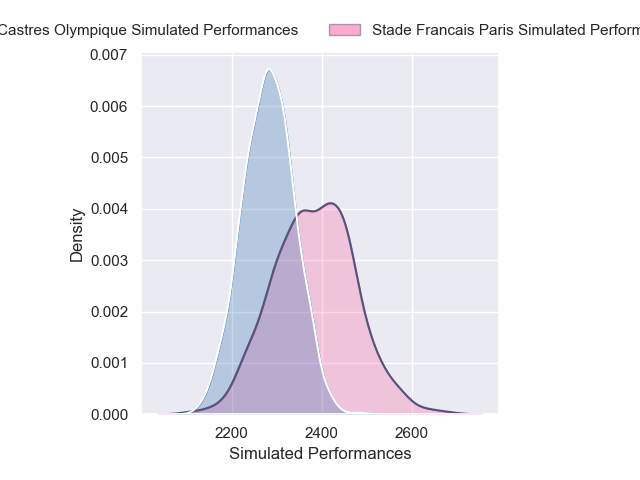 Castres Olympique Simulated Performances
Stade Francais Paris Simulated Perform
0.007
0.006
0.005
0.004
0.003
0.002
0.001
0.000
Density
2200
2400
2600
Simulated Performances